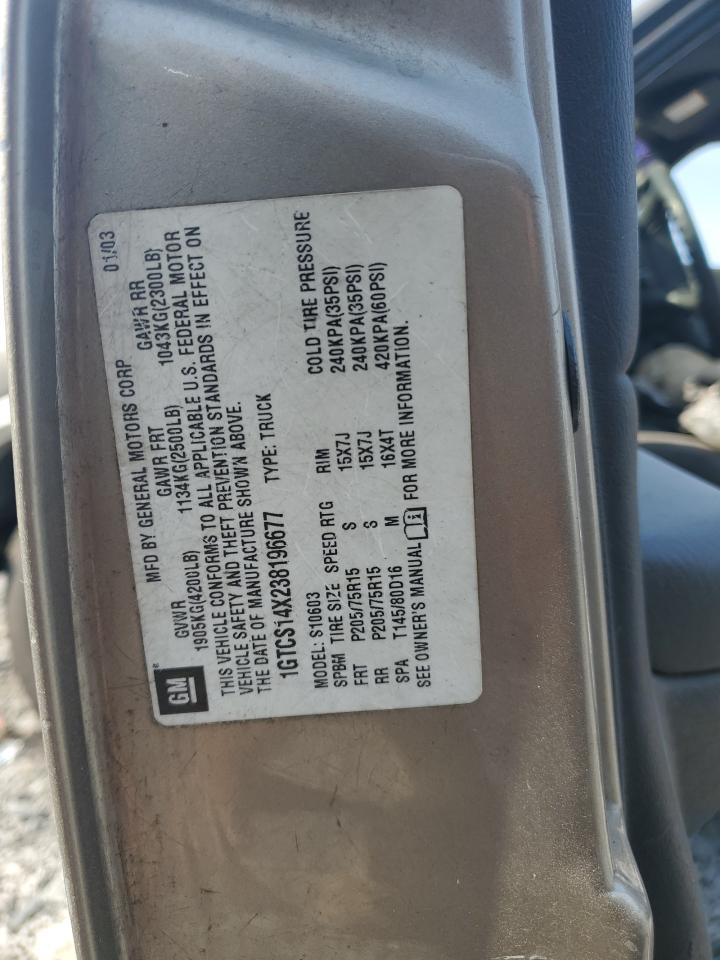 GM®
MFD BY GENERAL MOTORS CORP 01/03
GVWR GAWR FRT GAWR RR
1905KG(4200LB) 1134KG(2500LB) 1043KG(2300LB)
THIS VEHICLE CONFORMS TO ALL APPLICABLE U.S. FEDERAL MOTOR
VEHICLE SAFETY AND THEFT PREVENTION STANDARDS IN EFFECT ON
THE DATE OF MANUFACTURE SHOWN ABOVE.
1GTCS14X238196677 TYPE: TRUCK
MODEL: S10603
SPBM TIRE SIZE SPEED RTG RIM COLD TIRE PRESSURE
FRT P205/75R15 S 15X7J 240KPA(35PSI)
RR P205/75R15 S 15X7J 240KPA(35PSI)
SPA T145/80D16 M 16X4T 420KPA(60PSI)
SEE OWNER'S MANUAL FOR MORE INFORMATION.